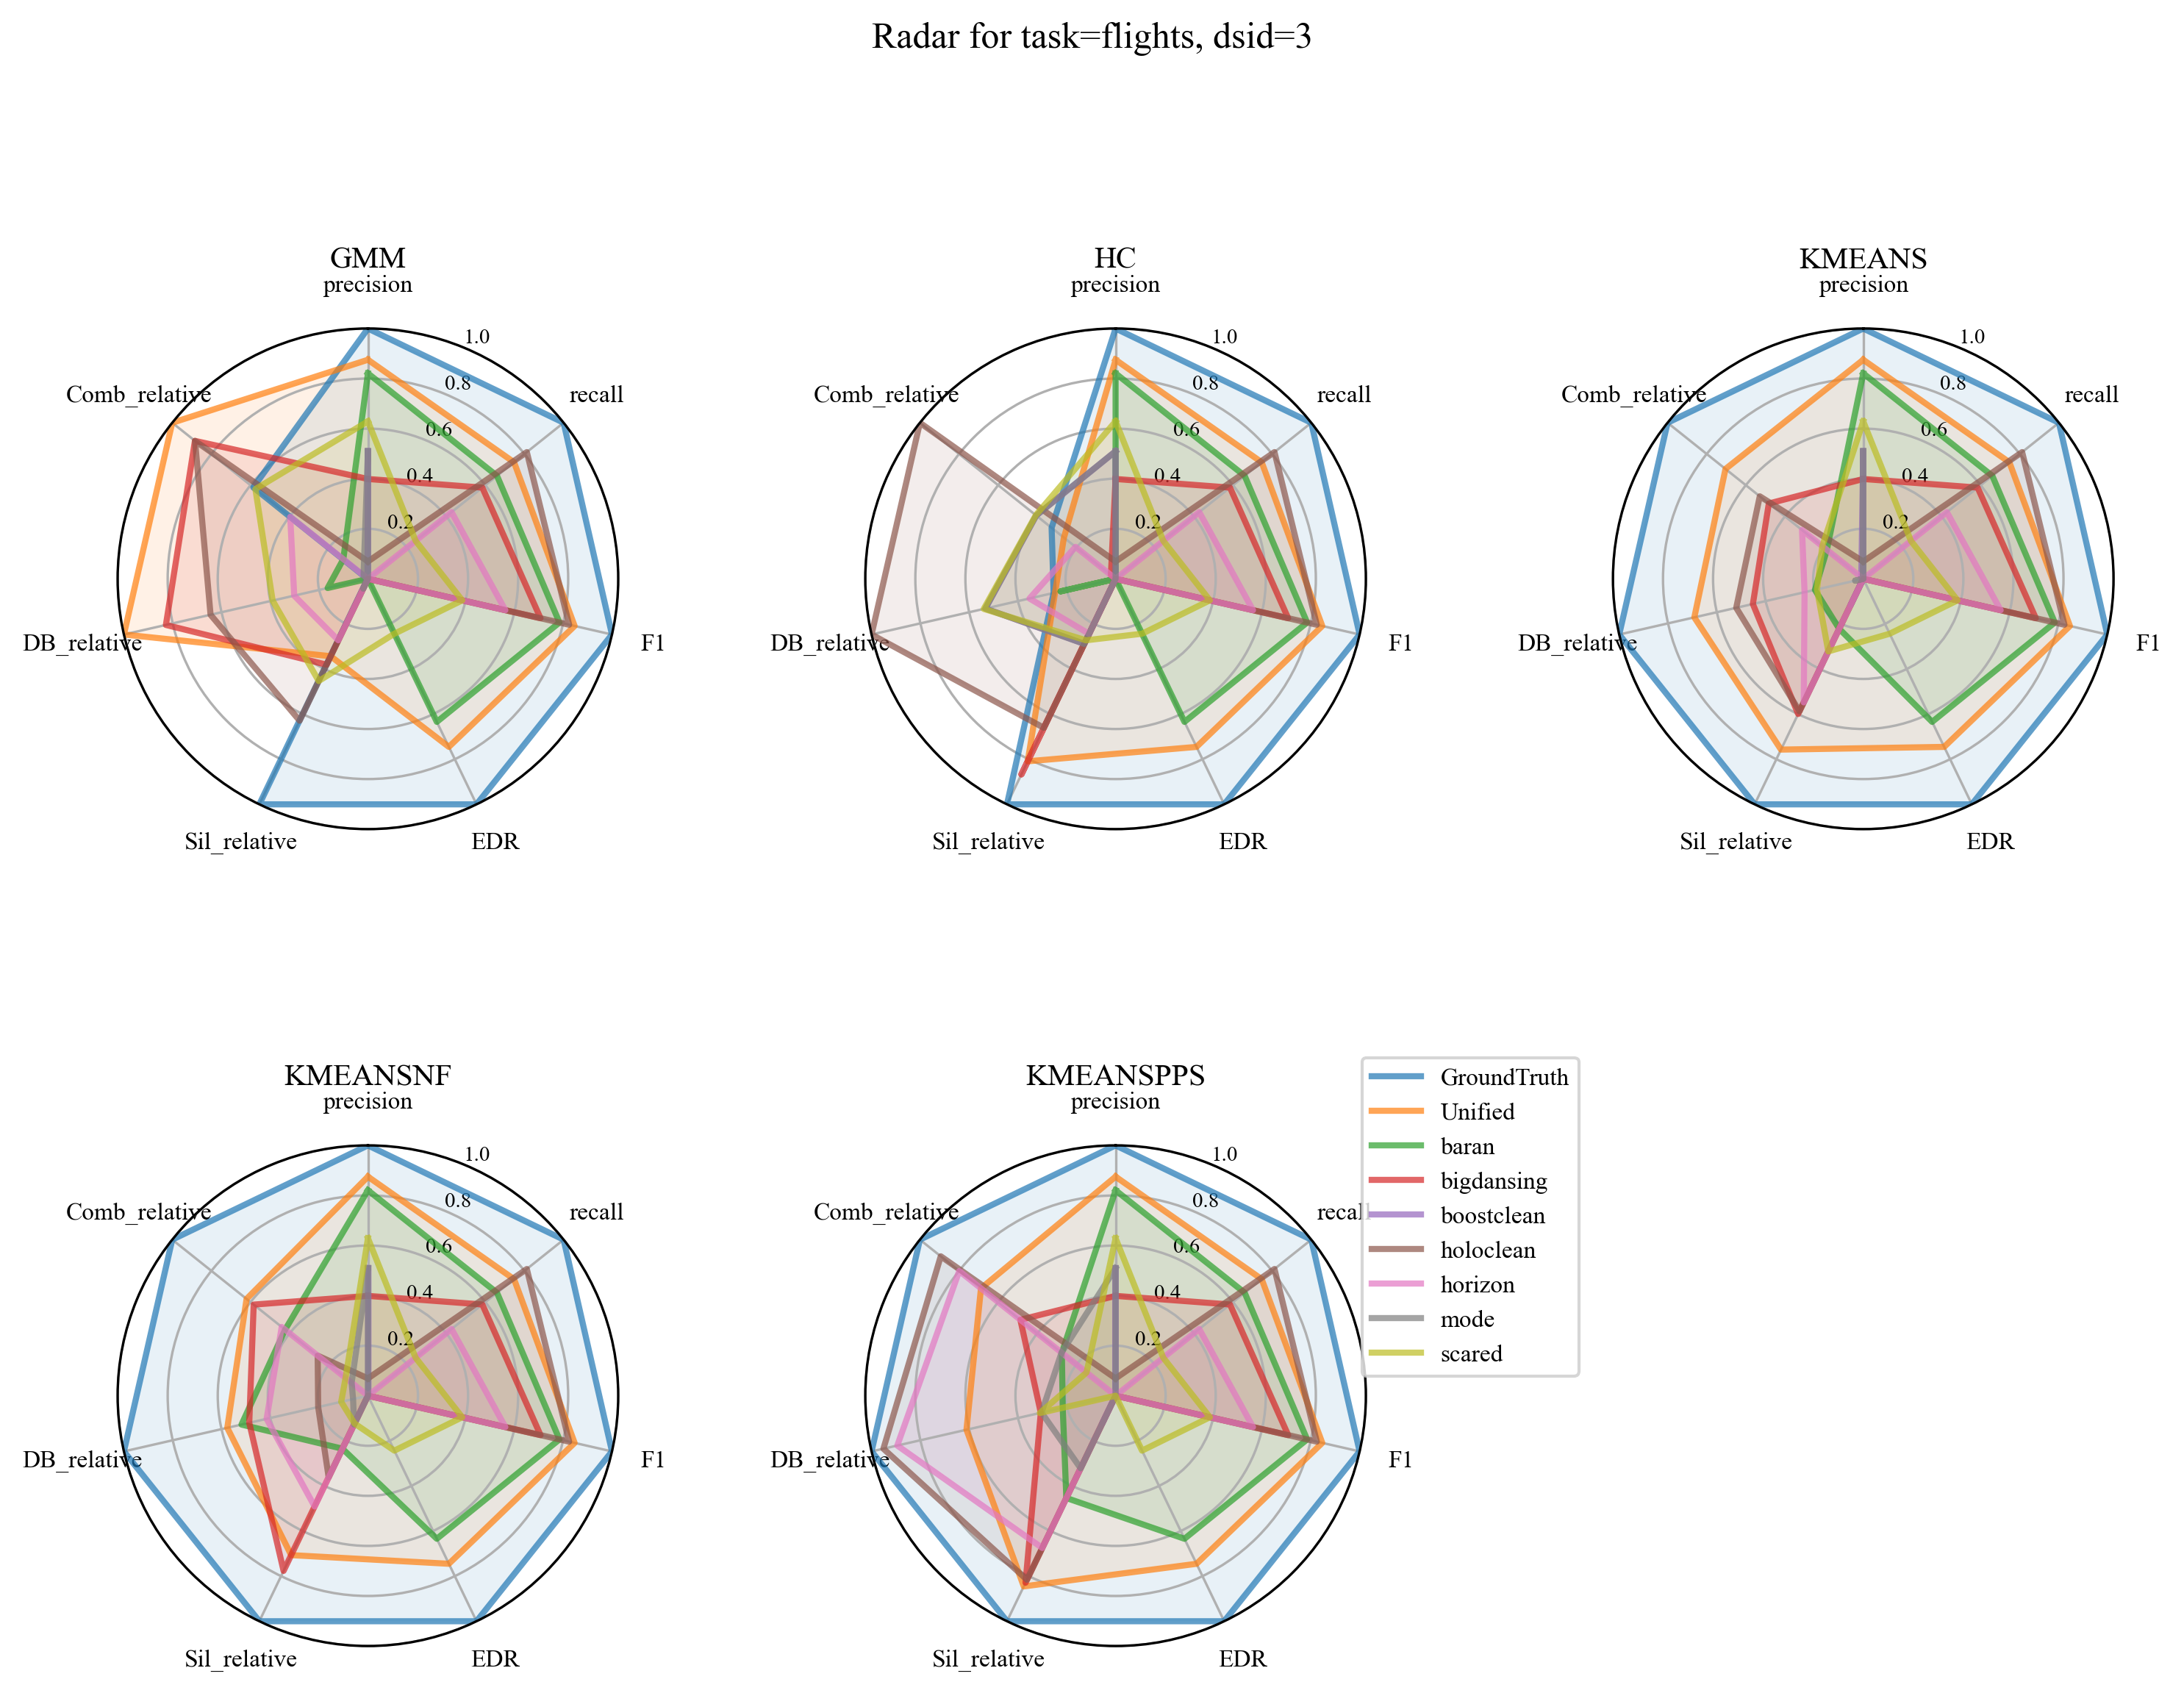 Radar for task=flights, dsid=3
GMM
precision
recall
F1
EDR
Sil_relative
DB_relative
Comb_relative
0.2
0.4
0.6
0.8
1.0
HC
precision
recall
F1
EDR
Sil_relative
DB_relative
Comb_relative
0.2
0.4
0.6
0.8
1.0
KMEANS
precision
recall
F1
EDR
Sil_relative
DB_relative
Comb_relative
0.2
0.4
0.6
0.8
1.0
KMEANSNF
precision
recall
F1
EDR
Sil_relative
DB_relative
Comb_relative
0.2
0.4
0.6
0.8
1.0
KMEANSPPS
precision
recall
F1
EDR
Sil_relative
DB_relative
Comb_relative
0.2
0.4
0.6
0.8
1.0
GroundTruth
Unified
baran
bigdansing
boostclean
holoclean
horizon
mode
scared